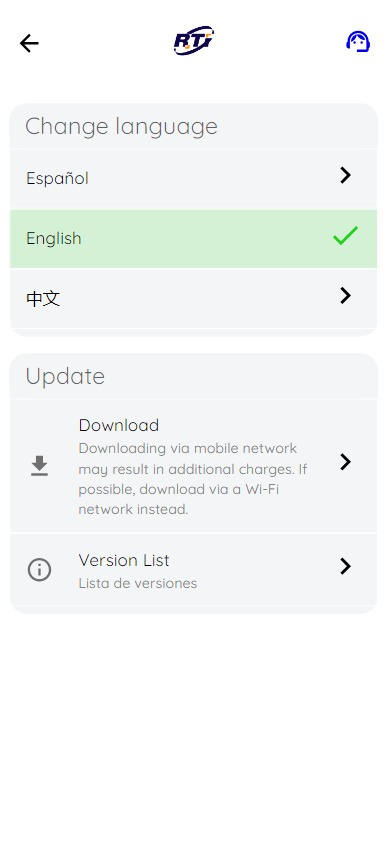 RTI
Change language
Español
English
中文
Update
Download
Downloading via mobile network
may result in additional charges. If
possible, download via a Wi-Fi
network instead.
Version List
Lista de versiones